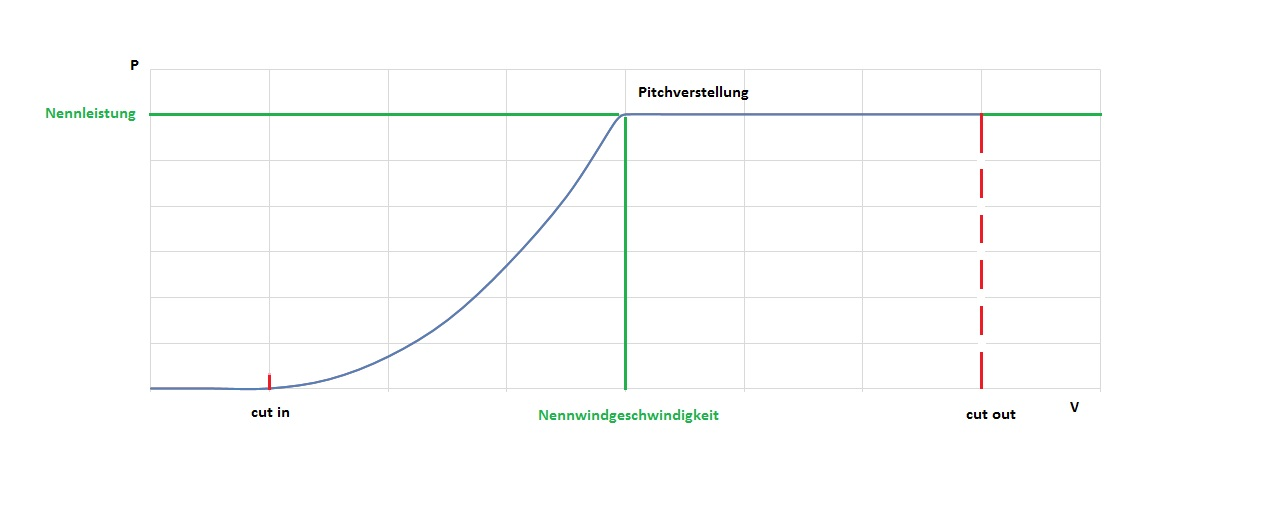 P
Pitchverstellung
Nennleistung
cut in
Nennwindgeschwindigkeit
cut out
V